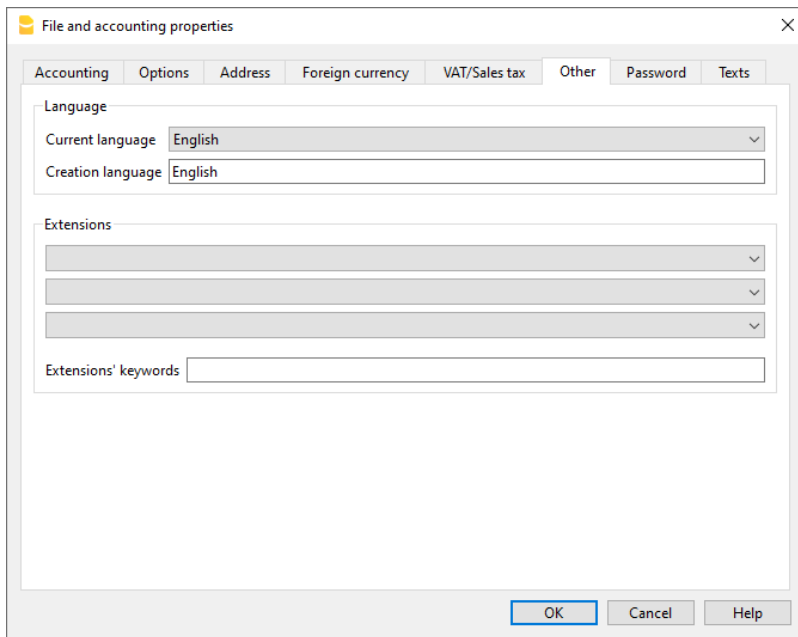 File and accounting properties
Accounting Options Address Foreign currency VAT/Sales tax Other Password Texts
Language
Current language English
Creation language English
Extensions
Extensions' keywords
OK Cancel Help